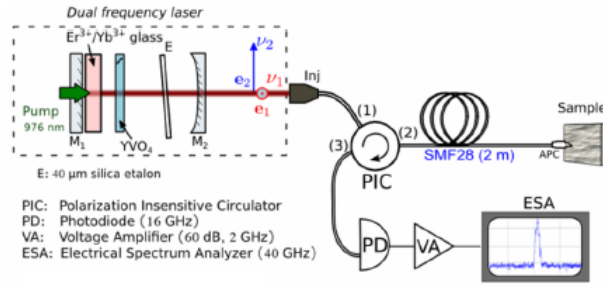 Dual frequency laser
Er³⁺/Yb³⁺ glass
E
ν₂
e₂
ν₁
e₁
Inj
Pump
976 nm
M₁
YVO₄
M₂
(1)
(2)
(3)
PIC
SMF28 (2 m)
APC
Sample
E: 40 μm silica etalon
PIC: Polarization Insensitive Circulator
PD: Photodiode (16 GHz)
VA: Voltage Amplifier (60 dB, 2 GHz)
ESA: Electrical Spectrum Analyzer (40 GHz)
PD
VA
ESA